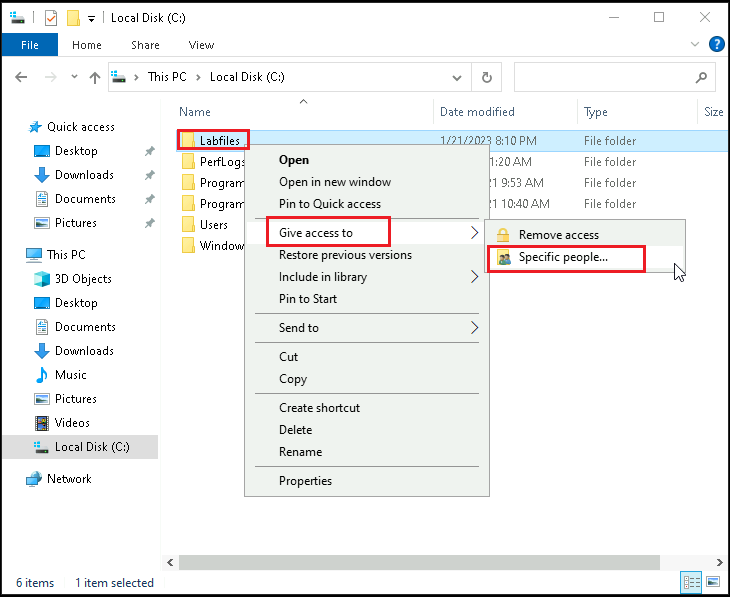 Local Disk (C:)
File Home Share View
This PC > Local Disk (C:)
Name Date modified Type Size
Quick access
Desktop
Downloads
Documents
Pictures
This PC
3D Objects
Desktop
Documents
Downloads
Music
Pictures
Videos
Local Disk (C:)
Network
Labfiles 1/21/2023 8:10 PM File folder
PerfLogs 1:20 AM File folder
Program 21 9:53 AM File folder
Program 21 10:40 AM File folder
Users File folder
Window File folder
Open
Open in new window
Pin to Quick access
Give access to
Restore previous versions
Include in library
Pin to Start
Send to
Cut
Copy
Create shortcut
Delete
Rename
Properties
Remove access
Specific people...
6 items 1 item selected